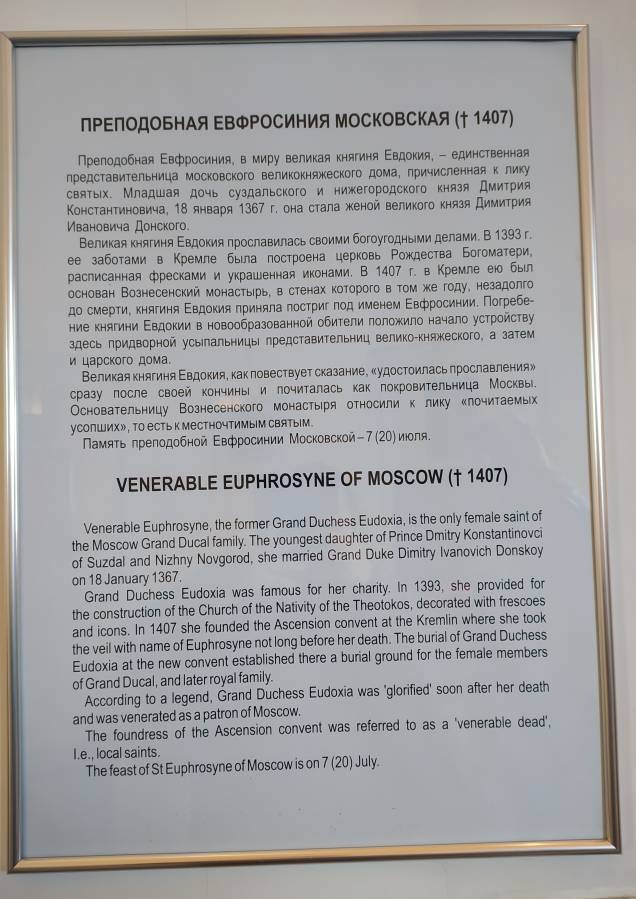 ПРЕПОДОБНАЯ ЕВФРОСИНИЯ МОСКОВСКАЯ († 1407)
Преподобная Евфросиния, в миру великая княгиня Евдокия, – единственная
представительница московского великокняжеского дома, причисленная к лику
святых. Младшая дочь суздальского и нижегородского князя Дмитрия
Константиновича, 18 января 1367 г. она стала женой великого князя Димитрия
Ивановича Донского.
Великая княгиня Евдокия прославилась своими богоугодными делами. В 1393 г.
ее заботами в Кремле была построена церковь Рождества Богоматери,
расписанная фресками и украшенная иконами. В 1407 г. в Кремле ею был
основан Вознесенский монастырь, в стенах которого в том же году, незадолго
до смерти, княгиня Евдокия приняла постриг под именем Евфросинии. Погребе-
ние княгини Евдокии в новообразованной обители положило начало устройству
здесь придворной усыпальницы представительниц велико-княжеского, а затем
и царского дома.
Великая княгиня Евдокия, как повествует сказание, «удостоилась прославления»
сразу после своей кончины и почиталась как покровительница Москвы.
Основательницу Вознесенского монастыря относили к лику «почитаемых
усопших», то есть к местночтимым святым.
Память преподобной Евфросинии Московской – 7 (20) июля.
VENERABLE EUPHROSYNE OF MOSCOW († 1407)
Venerable Euphrosyne, the former Grand Duchess Eudoxia, is the only female saint of
the Moscow Grand Ducal family. The youngest daughter of Prince Dmitry Konstantinovci
of Suzdal and Nizhny Novgorod, she married Grand Duke Dimitry Ivanovich Donskoy
on 18 January 1367.
Grand Duchess Eudoxia was famous for her charity. In 1393, she provided for
the construction of the Church of the Nativity of the Theotokos, decorated with frescoes
and icons. In 1407 she founded the Ascension convent at the Kremlin where she took
the veil with name of Euphrosyne not long before her death. The burial of Grand Duchess
Eudoxia at the new convent established there a burial ground for the female members
of Grand Ducal, and later royal family.
According to a legend, Grand Duchess Eudoxia was 'glorified' soon after her death
and was venerated as a patron of Moscow.
The foundress of the Ascension convent was referred to as a 'venerable dead',
I.e., local saints.
The feast of St Euphrosyne of Moscow is on 7 (20) July.